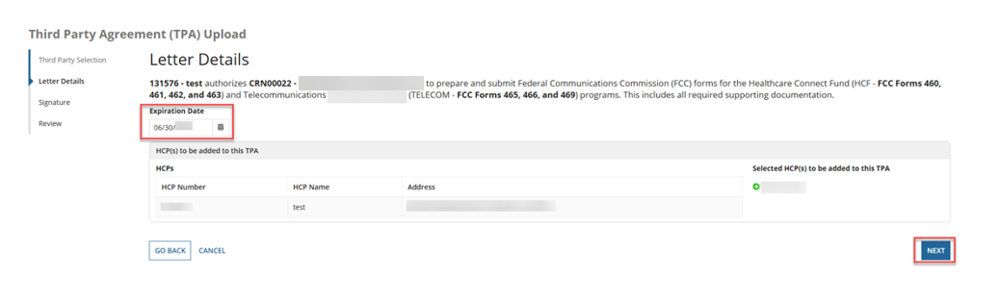 Third Party Agreement (TPA) Upload
Third Party Selection
Letter Details
Signature
Review
Letter Details
131576 - test authorizes CRN00022 - to prepare and submit Federal Communications Commission (FCC) forms for the Healthcare Connect Fund (HCF - FCC Forms 460,
461, 462, and 463) and Telecommunications (TELECOM - FCC Forms 465, 466, and 469) programs. This includes all required supporting documentation.
Expiration Date
06/30/
HCP(s) to be added to this TPA
HCPs
HCP Number HCP Name Address
test
Selected HCP(s) to be added to this TPA
GO BACK CANCEL NEXT